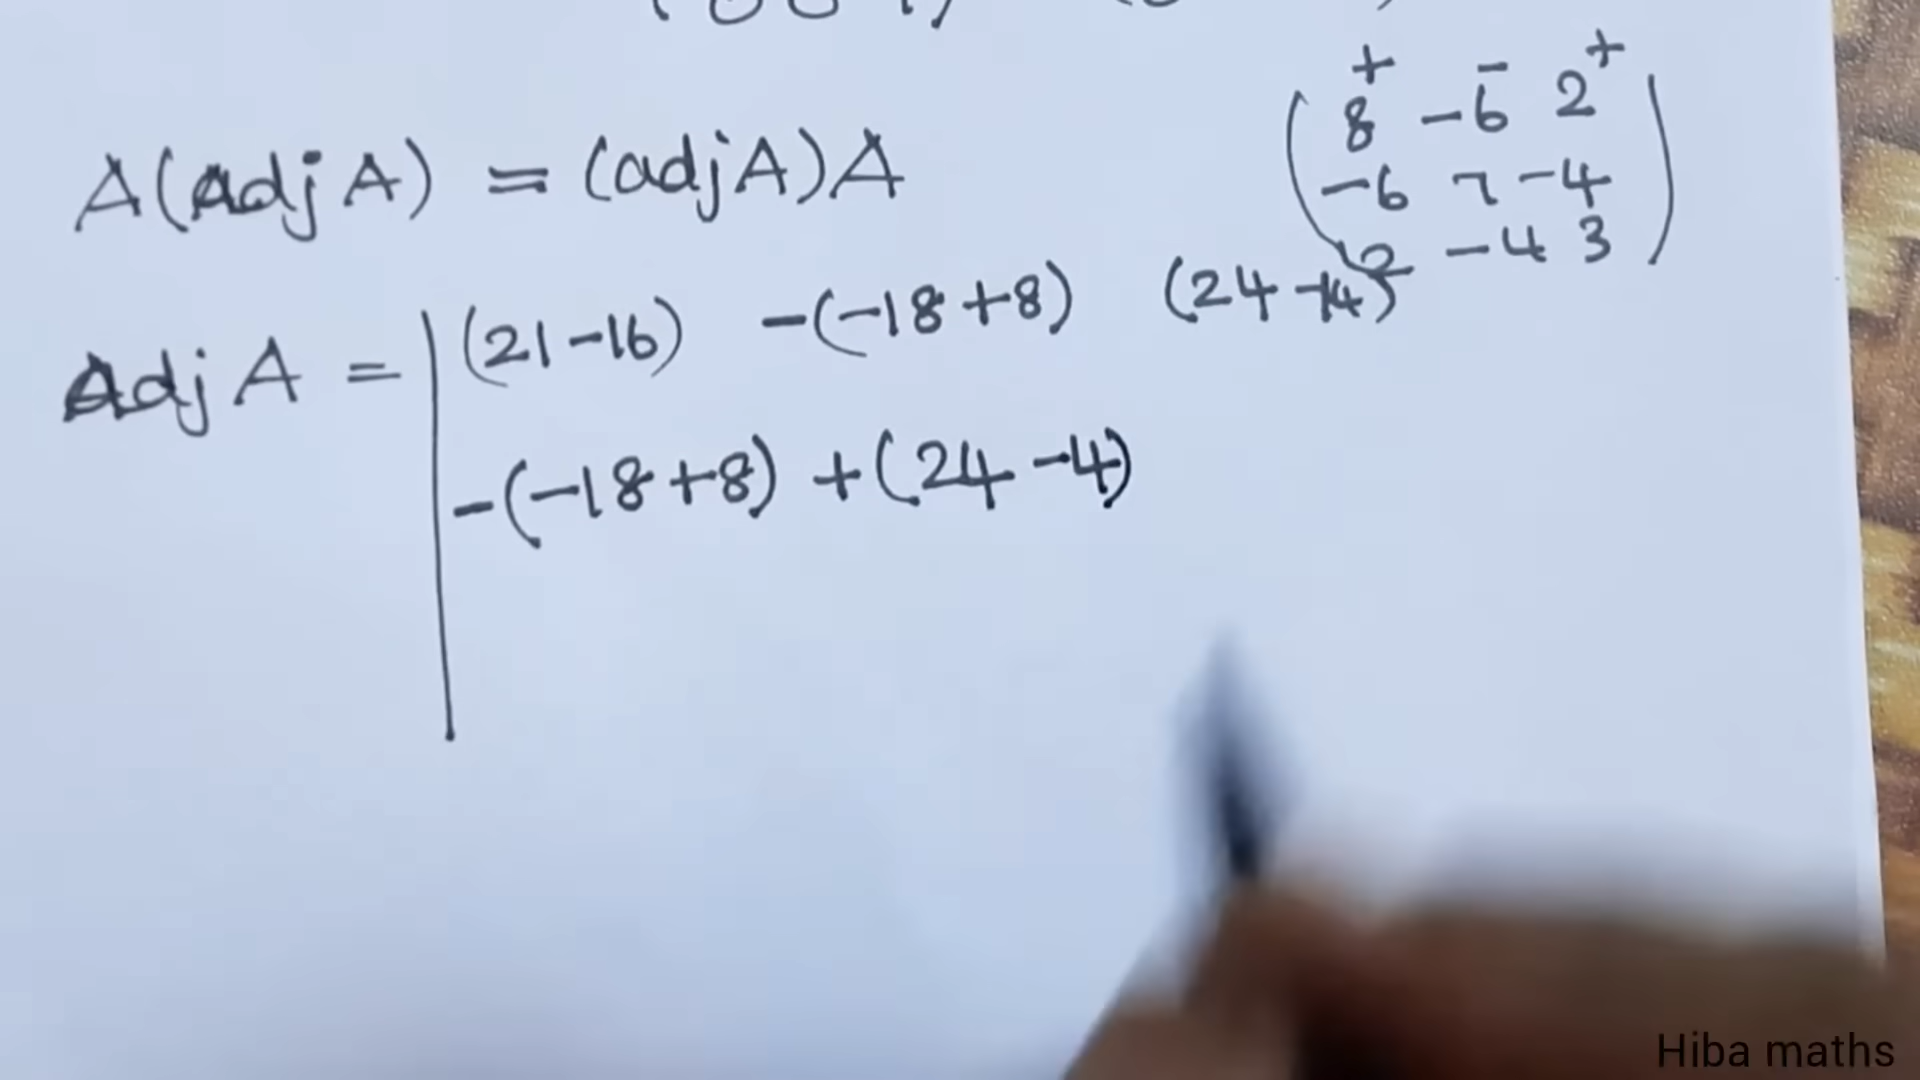 A(adj A) = (adj A)A
+ - +
8 -6 2
-6 7 -4
2 -4 3
Adj A = (21-16) -(-18+8) (24-14)
-(-18+8) +(24-4)
Hiba maths